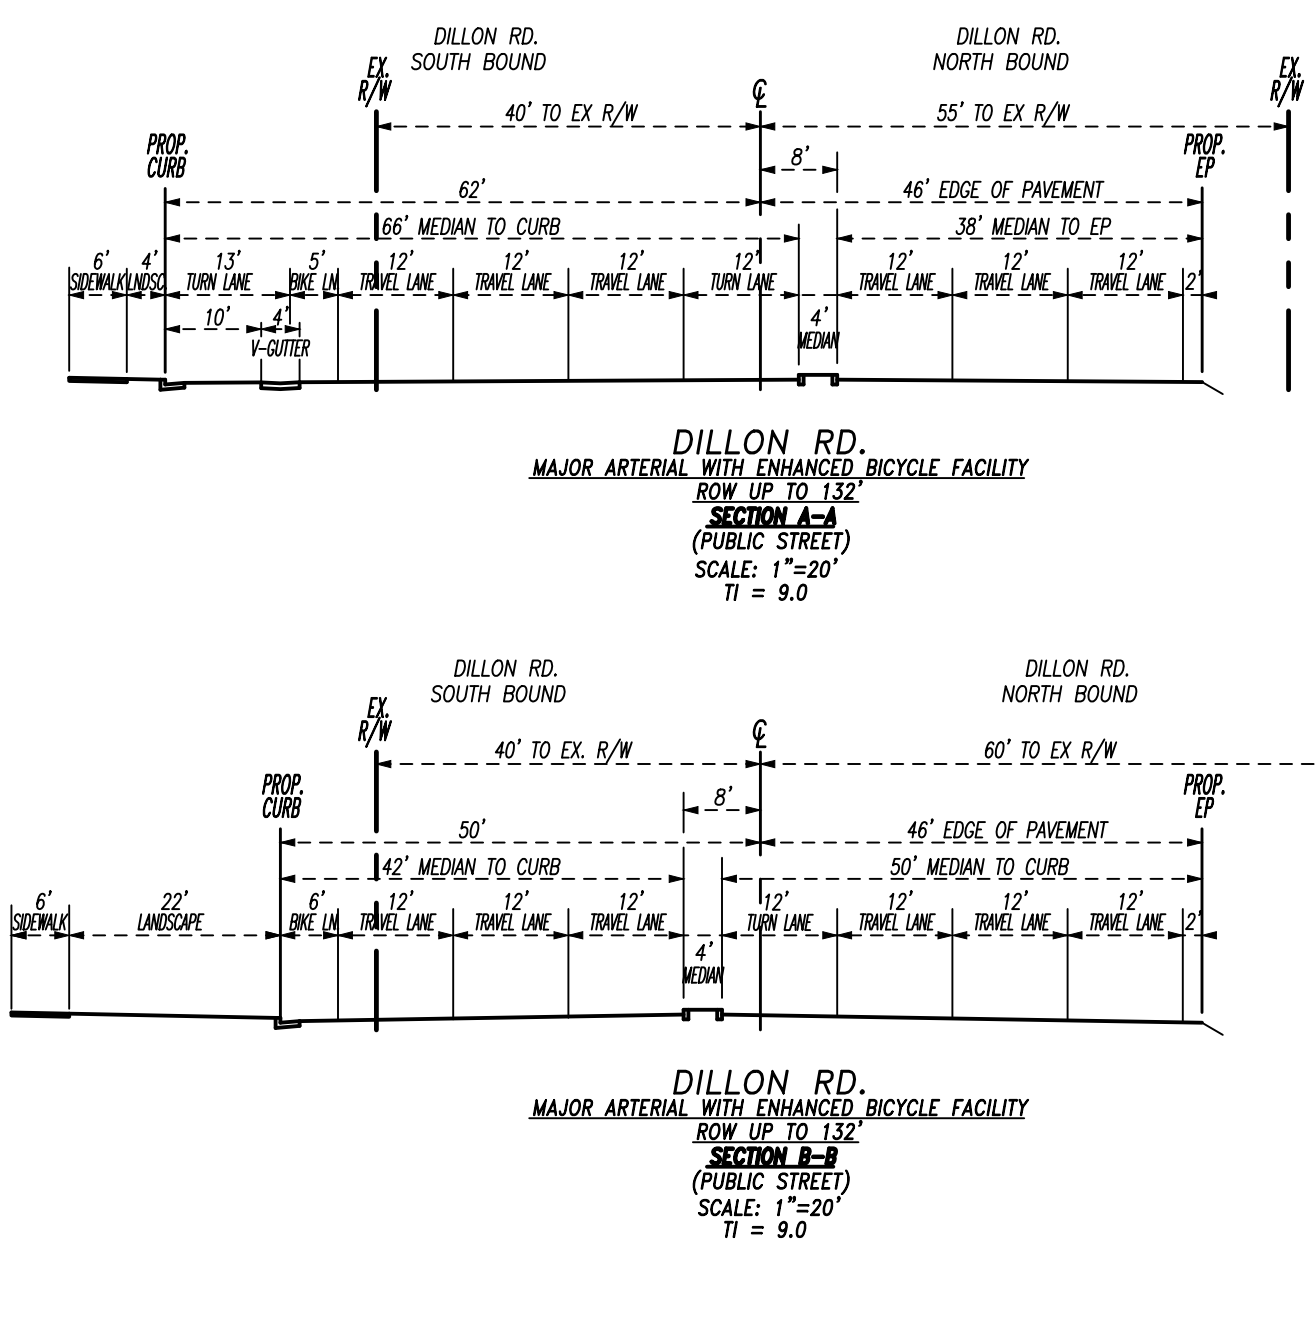 DILLON RD.
SOUTH BOUND
DILLON RD.
NORTH BOUND
EX.
R/W
℄
EX.
R/W
40' TO EX R/W
55' TO EX R/W
PROP.
CURB
PROP.
EP
8'
62'
46' EDGE OF PAVEMENT
66' MEDIAN TO CURB
38' MEDIAN TO EP
6' 4' 13' 5' 12' 12' 12' 12' 12' 12' 12'
SIDEWALK LNDSC. TURN LANE BIKE LN TRAVEL LANE TRAVEL LANE TRAVEL LANE TURN LANE TRAVEL LANE TRAVEL LANE TRAVEL LANE 2'
10' 4' 4'
V-GUTTER MEDIAN
DILLON RD.
MAJOR ARTERIAL WITH ENHANCED BICYCLE FACILITY
ROW UP TO 132'
SECTION A-A
(PUBLIC STREET)
SCALE: 1"=20'
TI = 9.0
DILLON RD.
SOUTH BOUND
DILLON RD.
NORTH BOUND
EX.
R/W
℄
40' TO EX. R/W
60' TO EX R/W
PROP.
CURB
PROP.
EP
8'
50'
46' EDGE OF PAVEMENT
42' MEDIAN TO CURB
50' MEDIAN TO CURB
6' 22' 6' 12' 12' 12' 12' 12' 12' 12'
SIDEWALK LANDSCAPE BIKE LN TRAVEL LANE TRAVEL LANE TRAVEL LANE TURN LANE TRAVEL LANE TRAVEL LANE TRAVEL LANE 2'
4'
MEDIAN
DILLON RD.
MAJOR ARTERIAL WITH ENHANCED BICYCLE FACILITY
ROW UP TO 132'
SECTION B-B
(PUBLIC STREET)
SCALE: 1"=20'
TI = 9.0